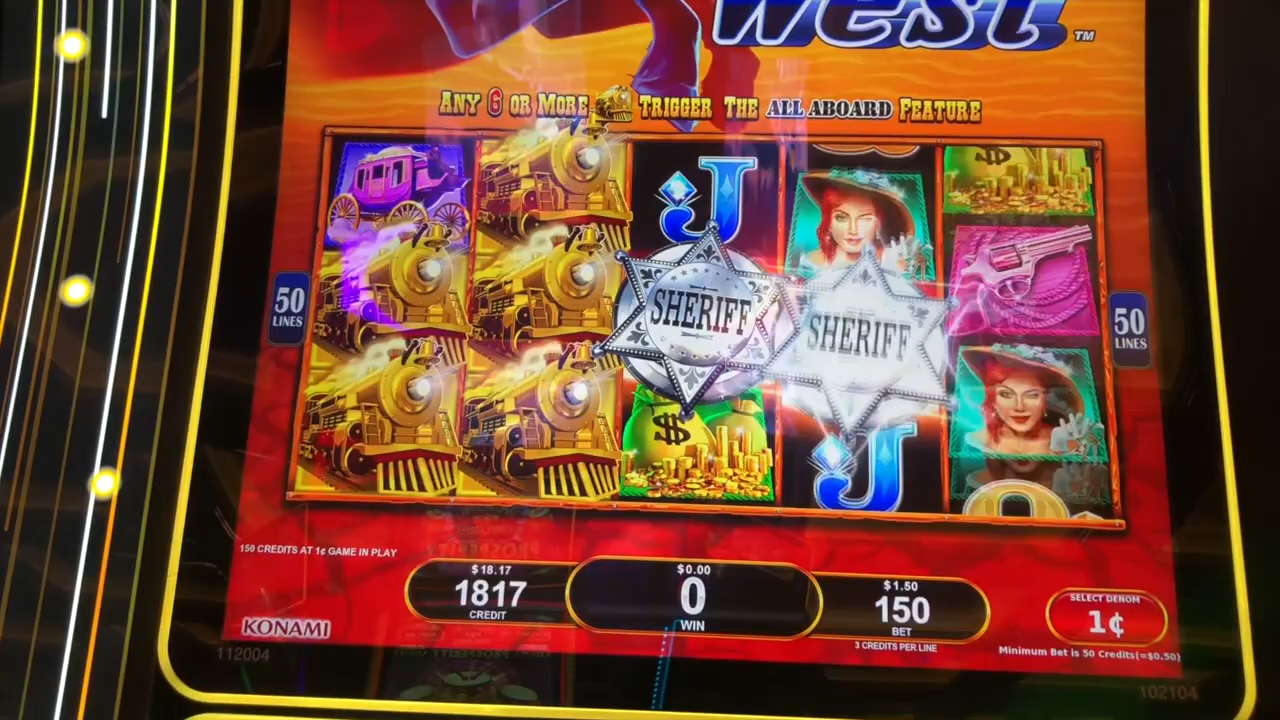 West™
ANY 6 OR MORE TRIGGER THE ALL ABOARD FEATURE
J
SHERIFF
SHERIFF
$
$
J
50
LINES
50
LINES
150 CREDITS AT 1¢ GAME IN PLAY
$18.17
1817
CREDIT
$0.00
0
WIN
$1.50
150
BET
3 CREDITS PER LINE
SELECT DENOM
1¢
Minimum Bet is 50 Credits(=$0.50)
KONAMI
112004
102104